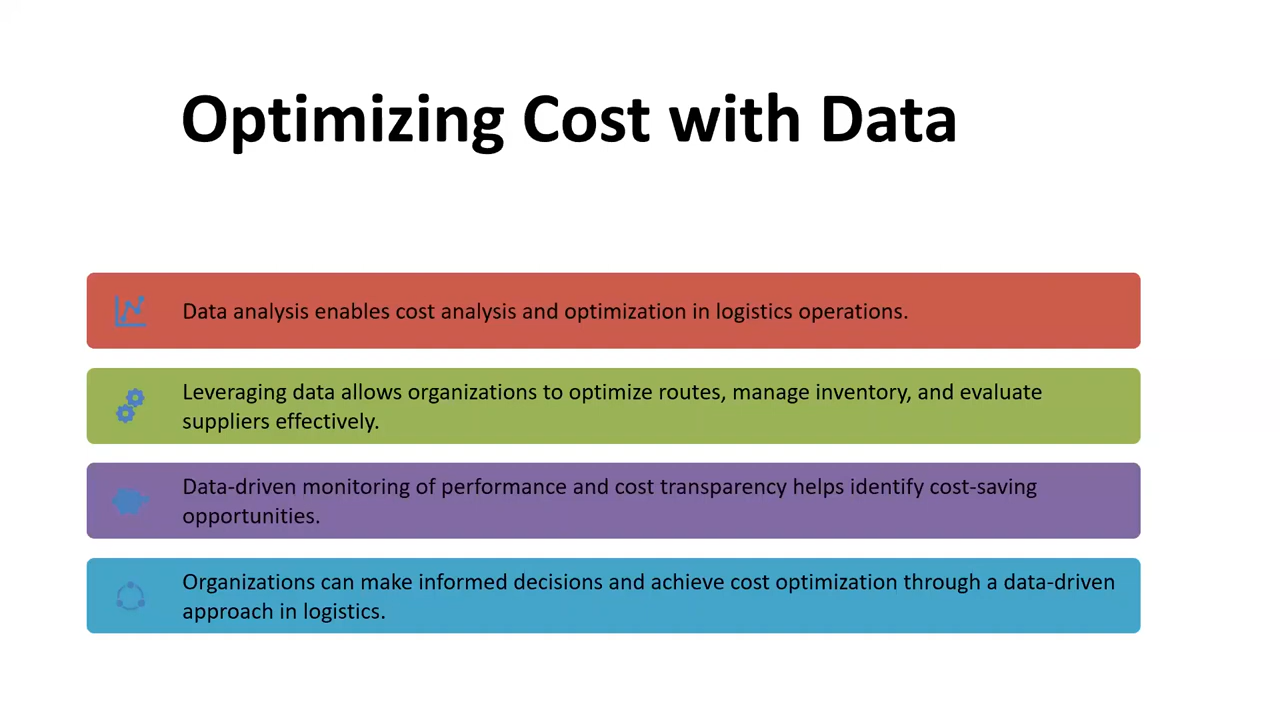 Optimizing Cost with Data
Data analysis enables cost analysis and optimization in logistics operations.
Leveraging data allows organizations to optimize routes, manage inventory, and evaluate
suppliers effectively.
Data-driven monitoring of performance and cost transparency helps identify cost-saving
opportunities.
Organizations can make informed decisions and achieve cost optimization through a data-driven
approach in logistics.